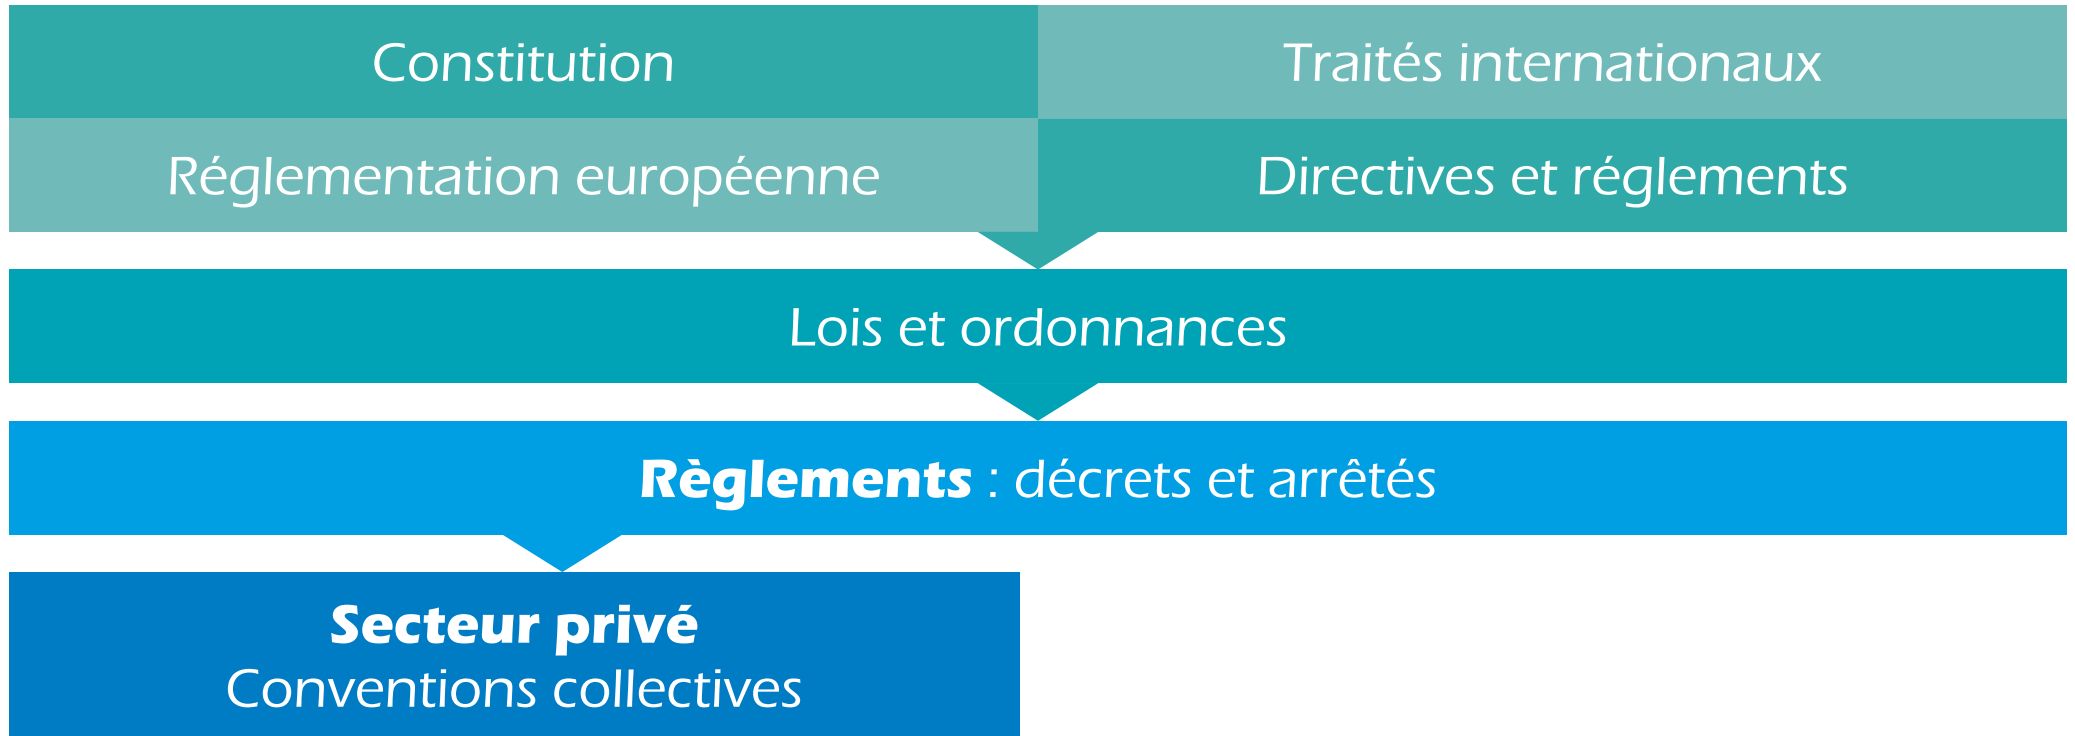 Constitution
Traités internationaux
Réglementation européenne
Directives et réglements
Lois et ordonnances
Règlements : décrets et arrêtés
Secteur privé
Conventions collectives